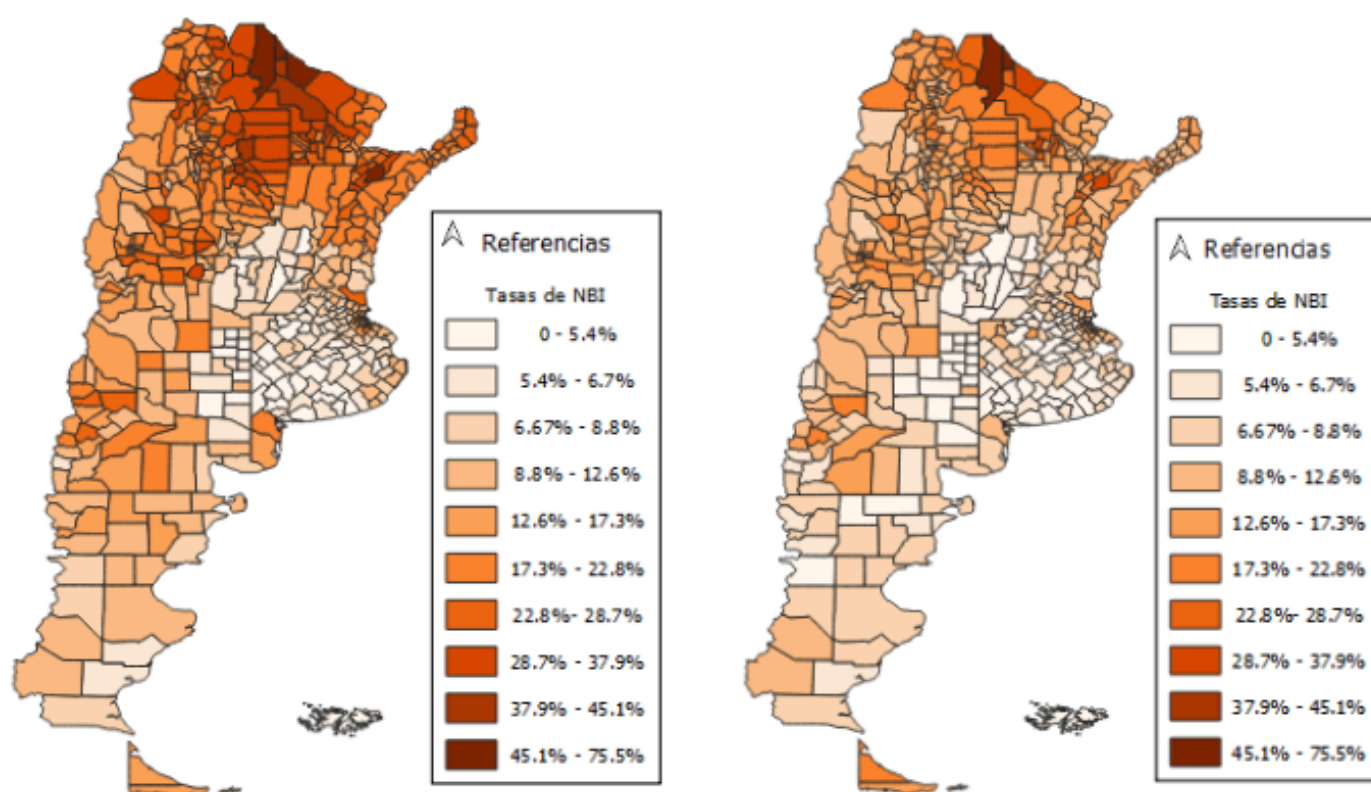 Referencias
Tasas de NBI
0 - 5.4%
5.4% - 6.7%
6.67% - 8.8%
8.8% - 12.6%
12.6% - 17.3%
17.3% - 22.8%
22.8%- 28.7%
28.7% - 37.9%
37.9% - 45.1%
45.1% - 75.5%
Referencias
Tasas de NBI
0 - 5.4%
5.4% - 6.7%
6.67% - 8.8%
8.8% - 12.6%
12.6% - 17.3%
17.3% - 22.8%
22.8%- 28.7%
28.7% - 37.9%
37.9% - 45.1%
45.1% - 75.5%